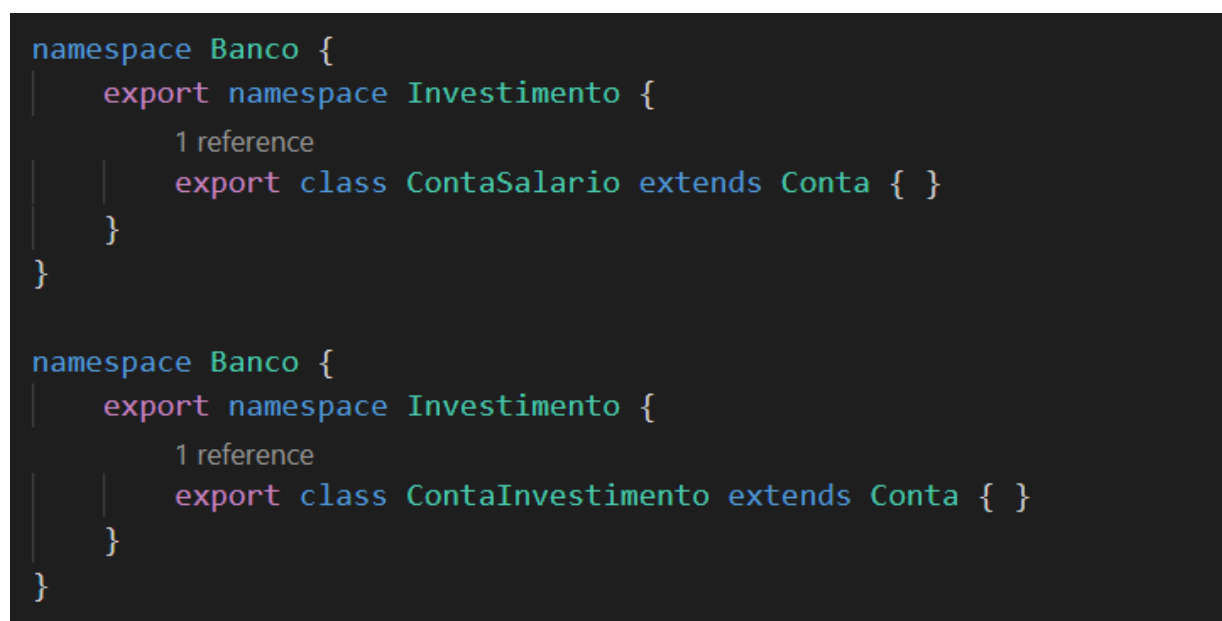 namespace Banco {
export namespace Investimento {
1 reference
export class ContaSalario extends Conta { }
}
}
namespace Banco {
export namespace Investimento {
1 reference
export class ContaInvestimento extends Conta { }
}
}